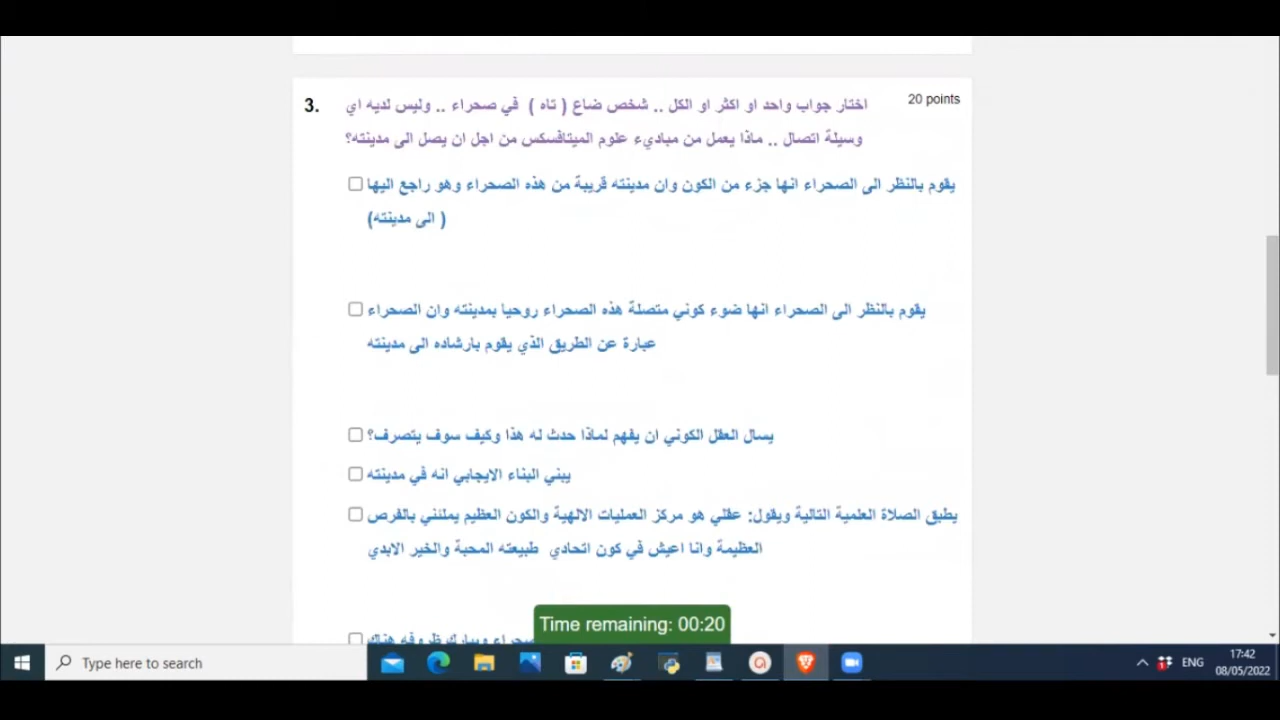 3.
اختار جواب واحد او اكثر او الكل .. شخص ضاع ( تاه ) في صحراء .. وليس لديه اي
20 points
وسيلة اتصال .. ماذا يعمل من مباديء علوم الميتافسكس من اجل ان يصل الى مدينته؟
يقوم بالنظر الى الصحراء انها جزء من الكون وان مدينته قريبة من هذه الصحراء وهو راجع اليها
( الى مدينته)
يقوم بالنظر الى الصحراء انها ضوء كوني متصلة هذه الصحراء روحيا بمدينته وان الصحراء
عبارة عن الطريق الذي يقوم بارشاده الى مدينته
يسال العقل الكوني ان يفهم لماذا حدث له هذا وكيف سوف يتصرف؟
يبني البناء الايجابي انه في مدينته
يطبق الصلاة العلمية التالية ويقول: عقلي هو مركز العمليات الالهية والكون العظيم يملئني بالفرص
العظيمة وانا اعيش في كون اتحادي طبيعته المحبة والخير الابدي
Time remaining: 00:20
صحراء ويبارك ظروفه هناك
Type here to search
ENG
17:42
08/05/2022